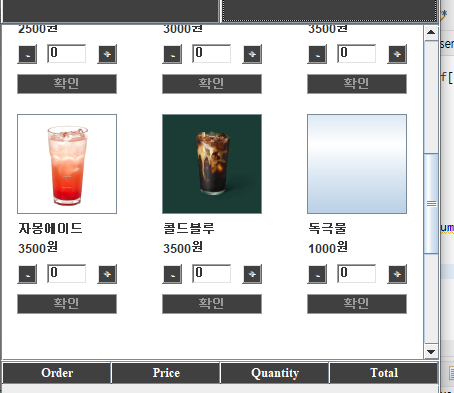 2500원 3000원 3500원
- 0 + - 0 + - 0 +
확인 확인 확인
자몽에이드 콜드블루 독극물
3500원 3500원 1000원
- 0 + - 0 + - 0 +
확인 확인 확인
Order Price Quantity Total
ser
f[
um